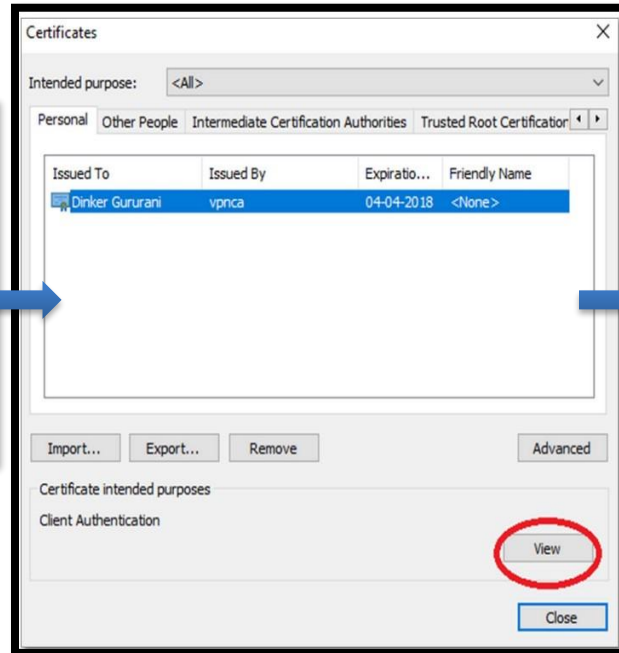 Certificates
Intended purpose: <All>
Personal Other People Intermediate Certification Authorities Trusted Root Certification
Issued To Issued By Expiratio... Friendly Name
Dinker Gururani vpnca 04-04-2018 <None>
Import... Export... Remove Advanced
Certificate intended purposes
Client Authentication
View
Close